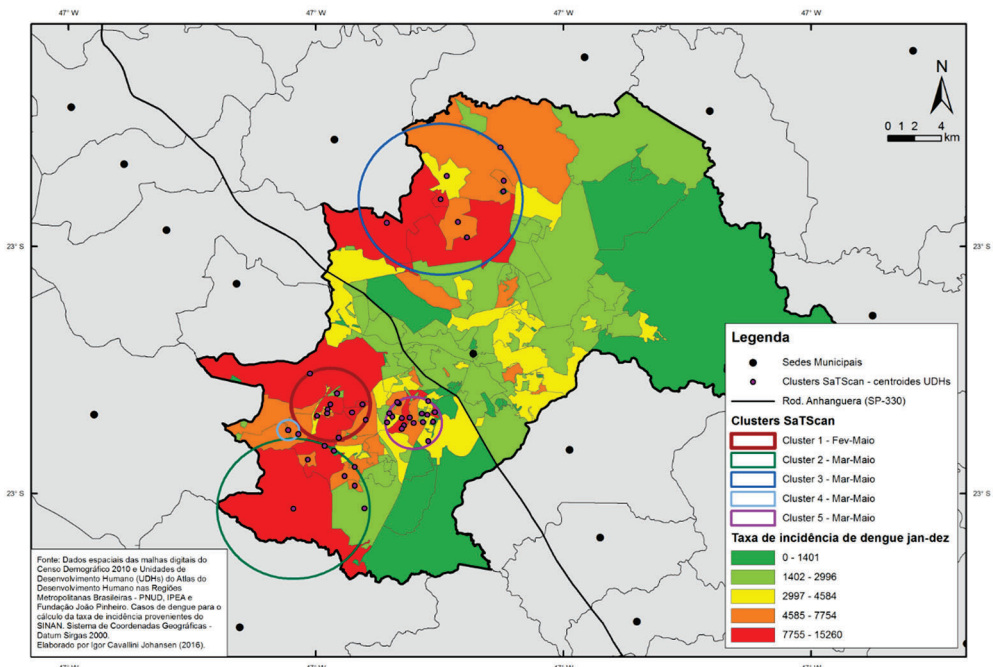 47° W 47° W 47° W 47° W
N
0 1 2 4
km
23° S 23° S
23° S 23° S
Legenda
Sedes Municipais
Clusters SaTScan - centroides UDHs
Rod. Anhanguera (SP-330)
Clusters SaTScan
Cluster 1 - Fev-Maio
Cluster 2 - Mar-Maio
Cluster 3 - Mar-Maio
Cluster 4 - Mar-Maio
Cluster 5 - Mar-Maio
Taxa de incidência de dengue jan-dez
0 - 1401
1402 - 2996
2997 - 4584
4585 - 7754
7755 - 15260
Fonte: Dados espaciais das malhas digitais do
Censo Demográfico 2010 e Unidades de
Desenvolvimento Humano (UDHs) do Atlas do
Desenvolvimento Humano nas Regiões
Metropolitanas Brasileiras - PNUD, IPEA e
Fundação João Pinheiro. Casos de dengue para o
cálculo da taxa de incidência provenientes do
SINAN. Sistema de Coordenadas Geográficas -
Datum Sirgas 2000.
Elaborado por Igor Cavallini Johansen (2016).